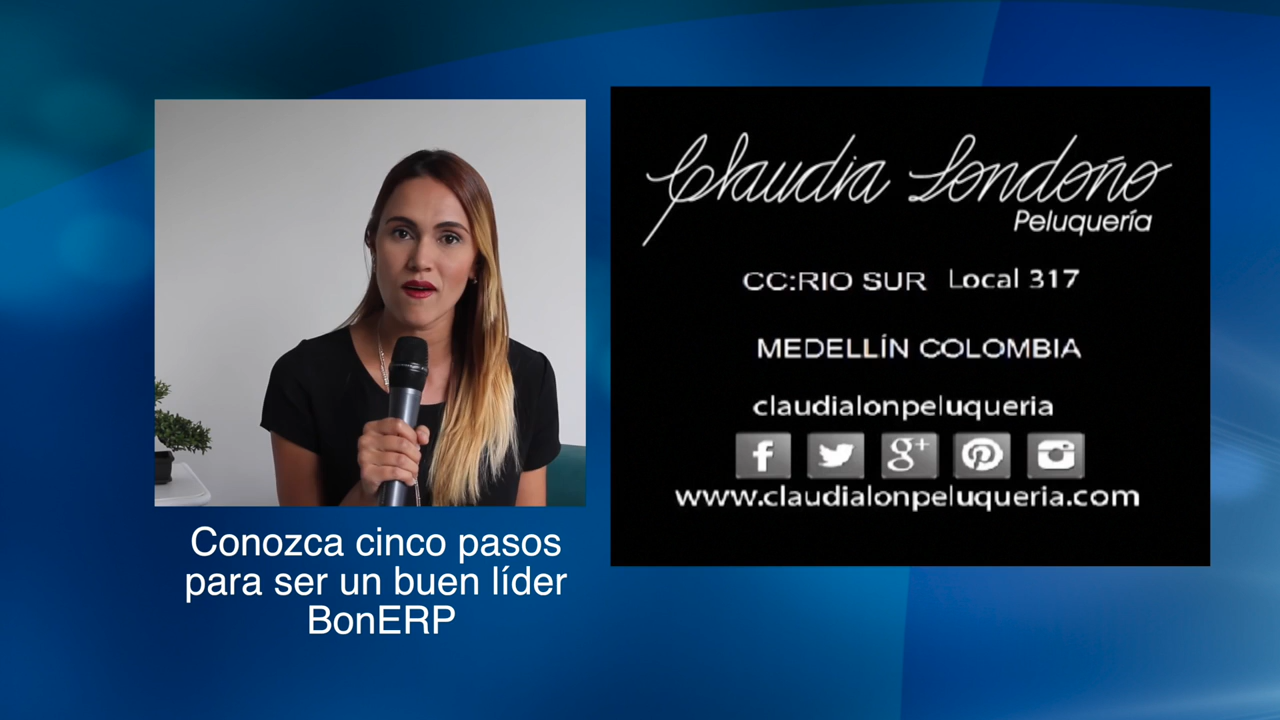 Conozca cinco pasos
para ser un buen líder
BonERP
Claudia Londoño
Peluquería
CC:RIO SUR Local 317
MEDELLÍN COLOMBIA
claudialonpeluqueria
f g+
www.claudialonpeluqueria.com